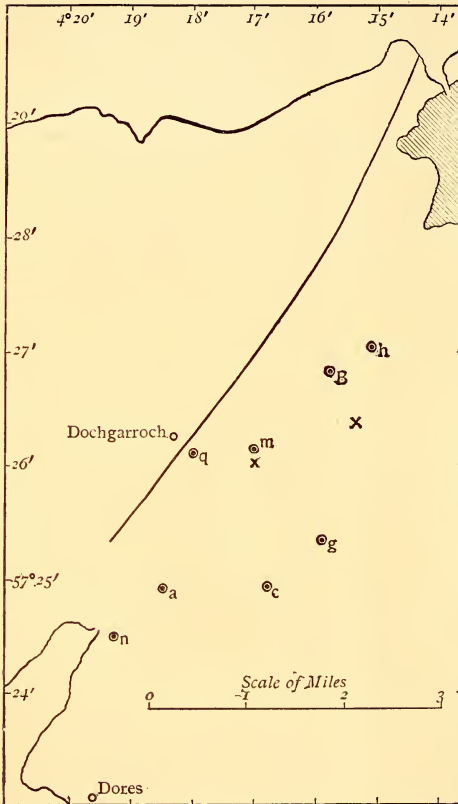 4°20' 19' 18' 17' 16' 15' 14'
29'
28'
27'
h
B
x
Dochgarroch
m
q
x
26'
g
57°25'
a
c
n
24'
Scale of Miles
0 1 2 3
Dores